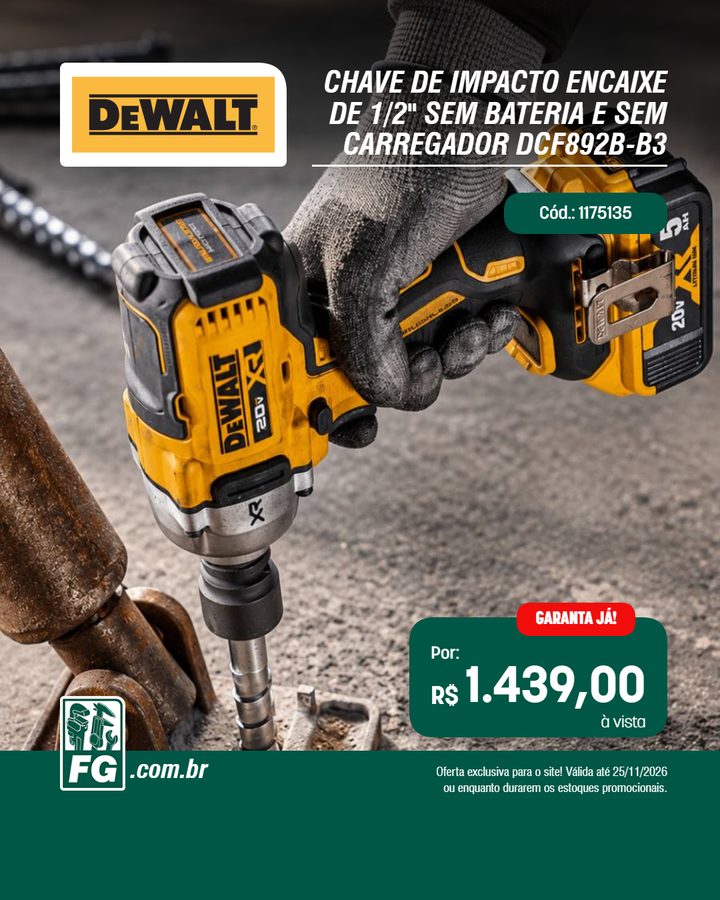 DEWALT
CHAVE DE IMPACTO ENCAIXE
DE 1/2" SEM BATERIA E SEM
CARREGADOR DCF892B-B3
Cód.: 1175135
5 AH
XR
20V
DEWALT
20V XR
XR
GARANTA JÁ!
Por:
R$ 1.439,00
à vista
FG .com.br
Oferta exclusiva para o site! Válida até 25/11/2026
ou enquanto durarem os estoques promocionais.